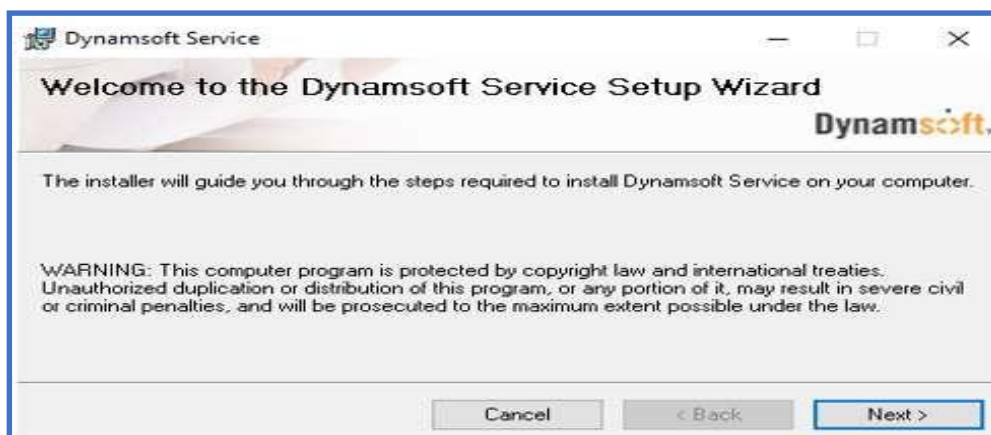 Dynamsoft Service
Welcome to the Dynamsoft Service Setup Wizard
Dynamsoft
The installer will guide you through the steps required to install Dynamsoft Service on your computer.
WARNING: This computer program is protected by copyright law and international treaties.
Unauthorized duplication or distribution of this program, or any portion of it, may result in severe civil
or criminal penalties, and will be prosecuted to the maximum extent possible under the law.
Cancel < Back Next >